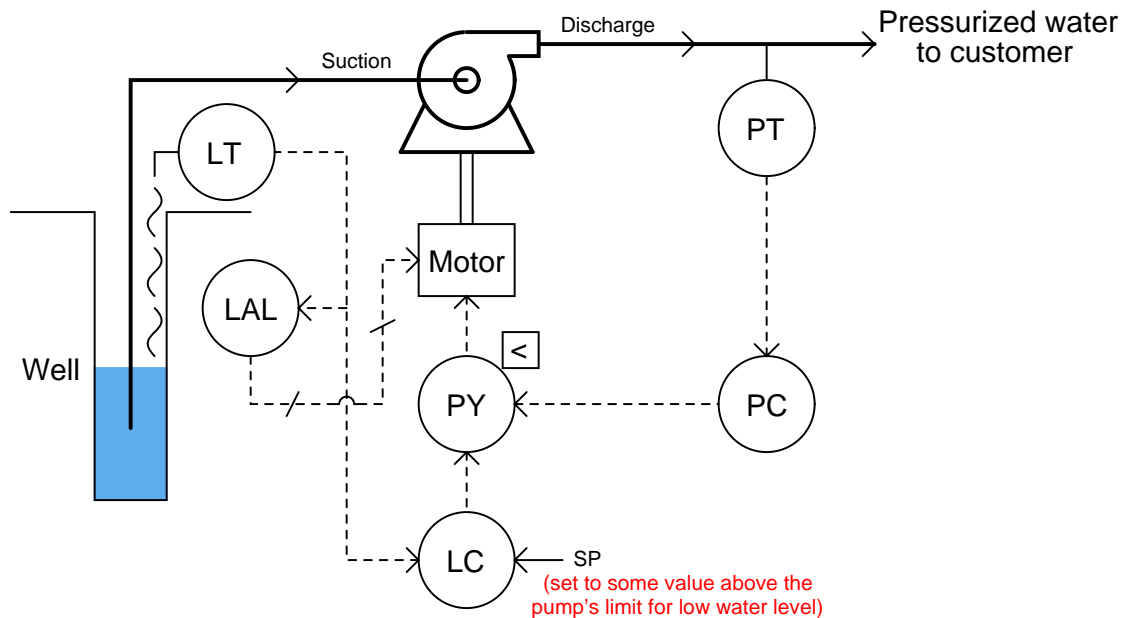 Pressurized water
to customer
Discharge
Suction
PT
LT
Motor
LAL
<
Well
PY
PC
LC
SP
(set to some value above the
pump's limit for low water level)